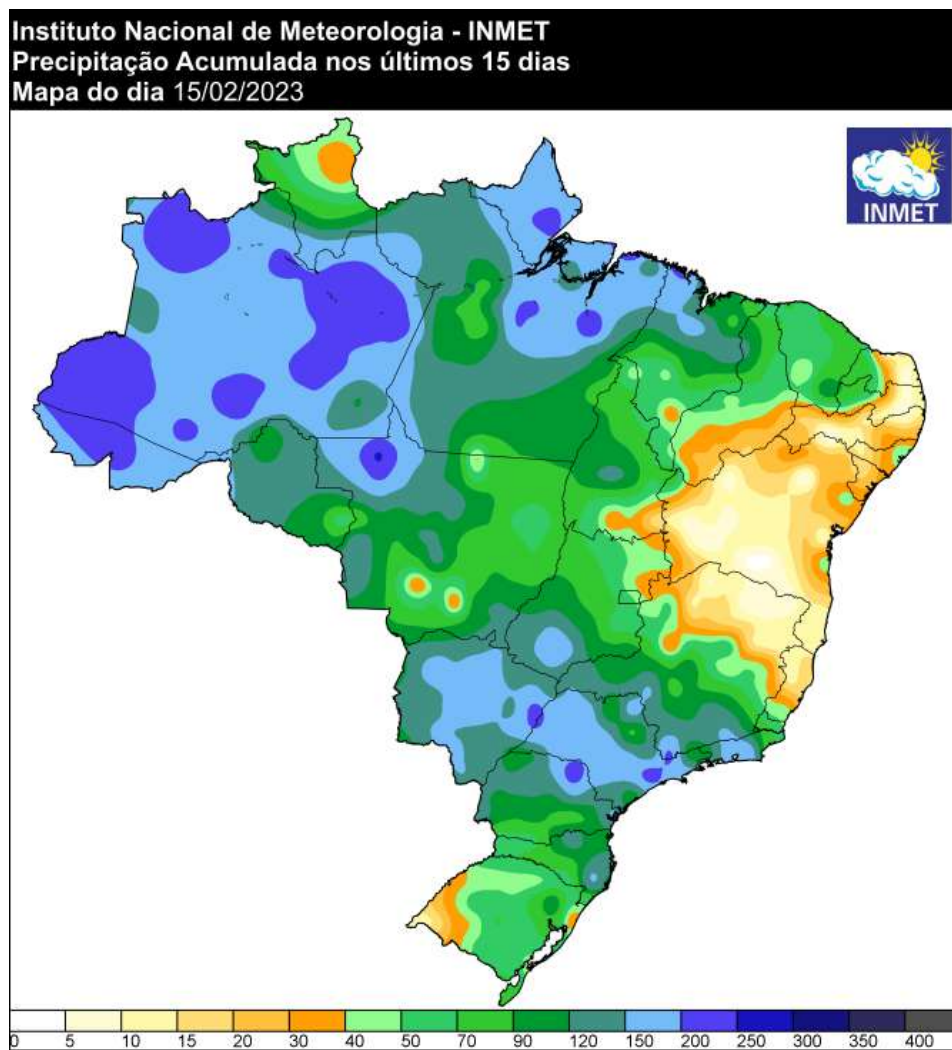 Instituto Nacional de Meteorologia - INMET
Precipitação Acumulada nos últimos 15 dias
Mapa do dia 15/02/2023
INMET
0 5 10 15 20 30 40 50 70 90 120 150 200 250 300 350 400